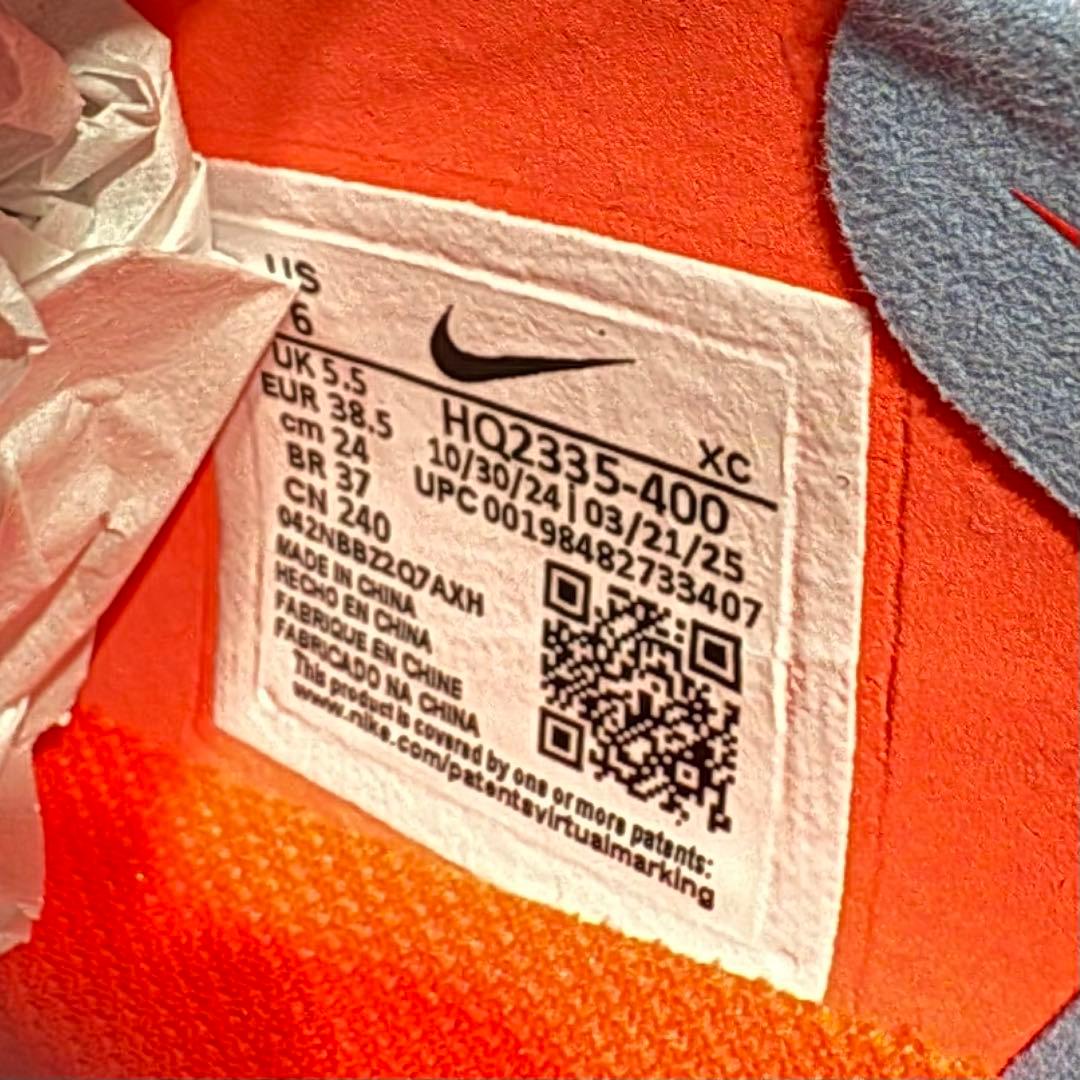 US
6
UK 5.5
EUR 38.5
cm 24
BR 37
CN 240
XC
HQ2335-400
10/30/24 | 03/21/25
UPC 00198482733407
042NBBZ2Q7AXH
MADE IN CHINA
HECHO EN CHINA
FABRIQUE EN CHINE
FABRICADO NA CHINA
This product is covered by one or more patents:
www.nike.com/patentsvirtualmarking